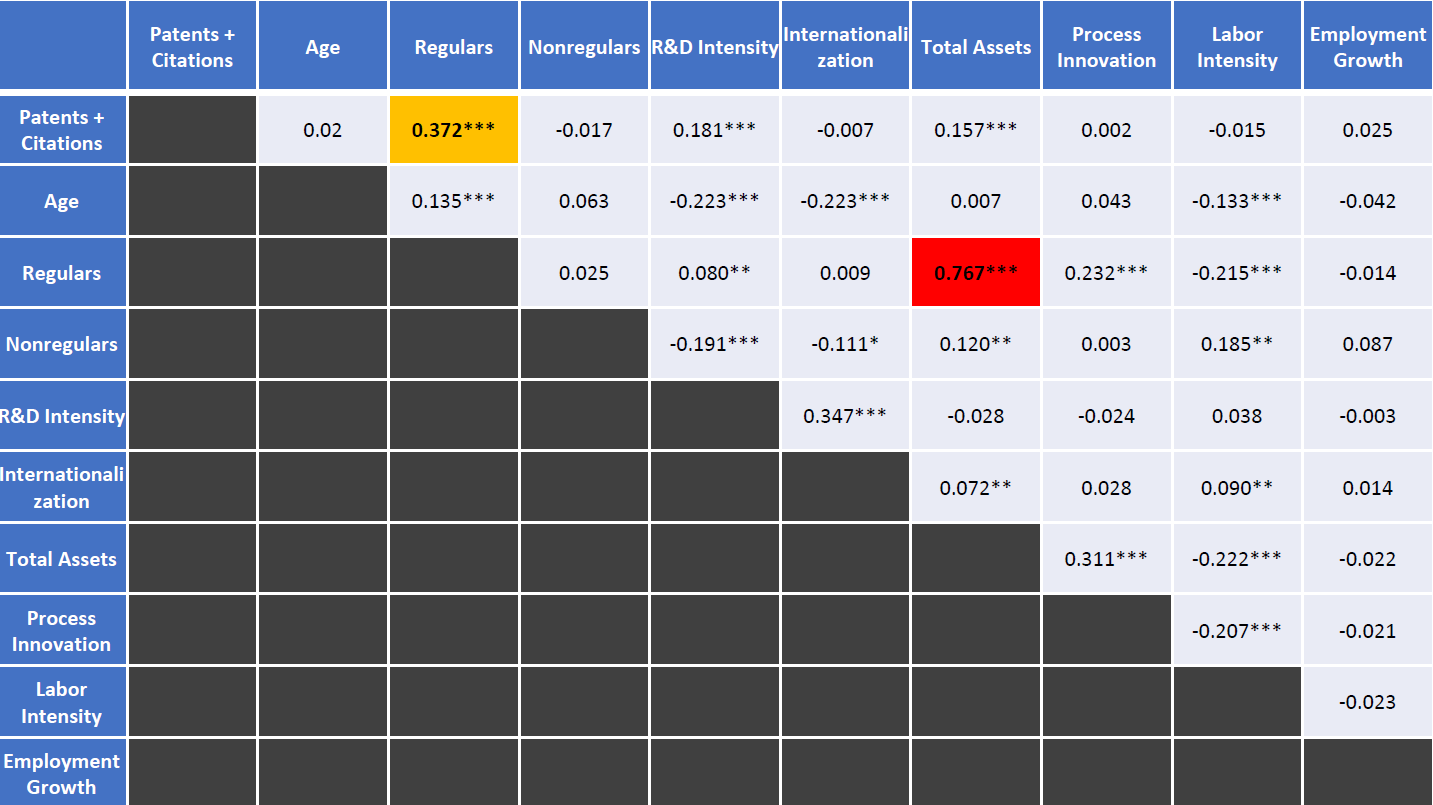 Patents + Citations Age Regulars Nonregulars R&D Intensity Internationali zation Total Assets Process Innovation Labor Intensity Employment Growth
Patents + Citations 0.02 0.372*** -0.017 0.181*** -0.007 0.157*** 0.002 -0.015 0.025
Age 0.135*** 0.063 -0.223*** -0.223*** 0.007 0.043 -0.133*** -0.042
Regulars 0.025 0.080** 0.009 0.767*** 0.232*** -0.215*** -0.014
Nonregulars -0.191*** -0.111* 0.120** 0.003 0.185** 0.087
R&D Intensity 0.347*** -0.028 -0.024 0.038 -0.003
Internationali zation 0.072** 0.028 0.090** 0.014
Total Assets 0.311*** -0.222*** -0.022
Process Innovation -0.207*** -0.021
Labor Intensity -0.023
Employment Growth